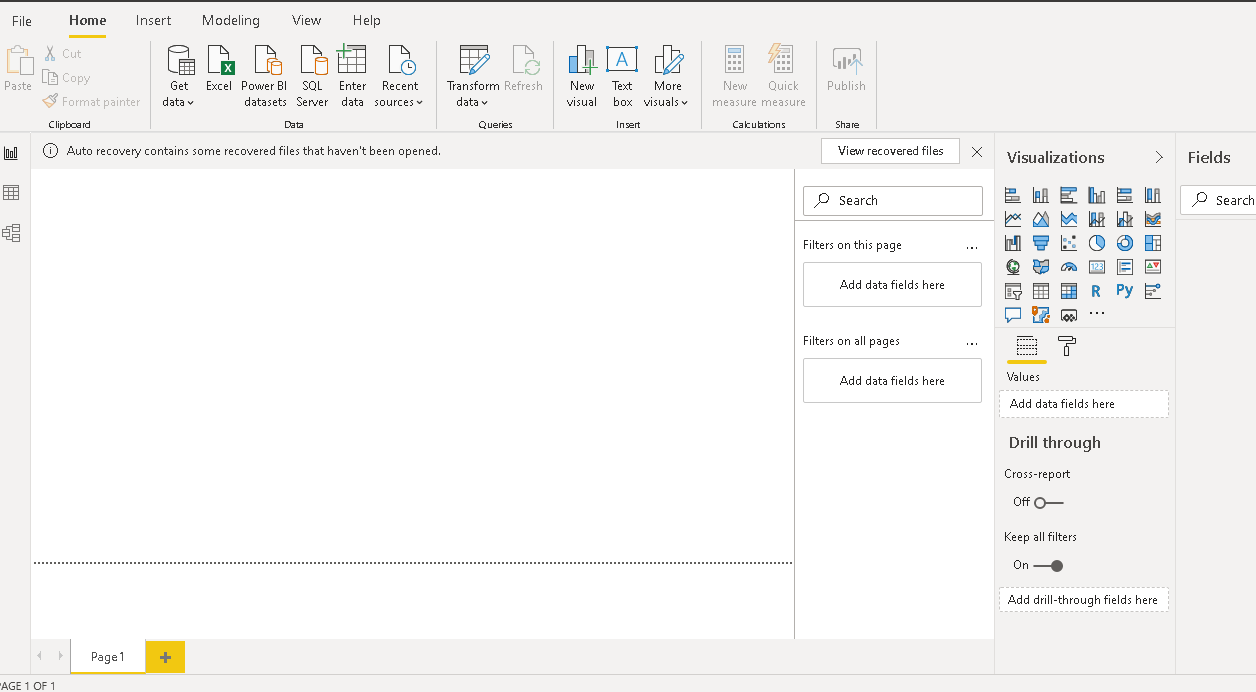 File Home Insert Modeling View Help
Paste
Cut
Copy
Format painter
Clipboard
Get data
Excel
Power BI datasets
SQL Server
Enter data
Recent sources
Data
Transform data
Refresh
Queries
New visual
Text box
More visuals
Insert
New measure
Quick measure
Calculations
Publish
Share
Auto recovery contains some recovered files that haven't been opened.
View recovered files
Search
Filters on this page ...
Add data fields here
Filters on all pages ...
Add data fields here
Visualizations
123
R Py
...
Values
Add data fields here
Drill through
Cross-report
Off
Keep all filters
On
Add drill-through fields here
Fields
Search
Page1
PAGE 1 OF 1